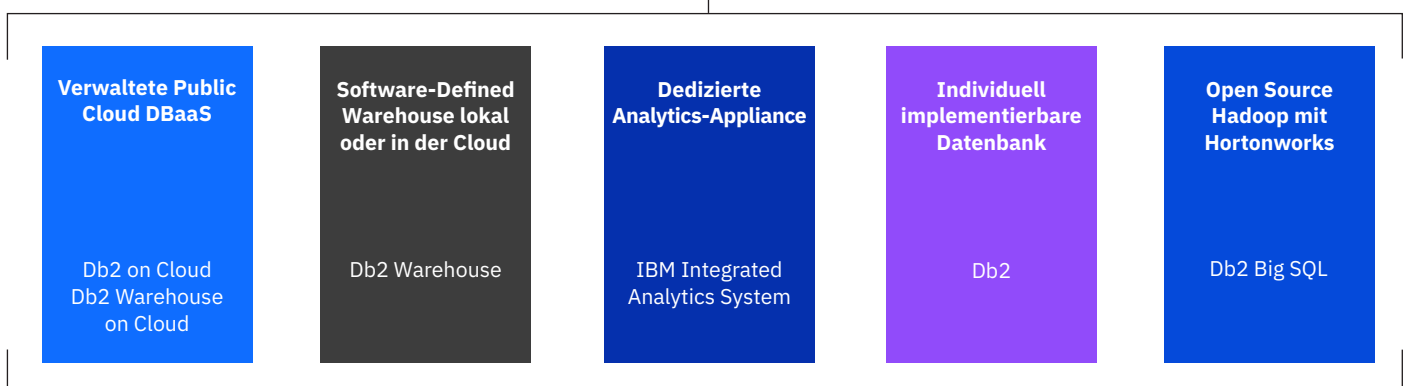 Verwaltete Public
Cloud DBaaS
Db2 on Cloud
Db2 Warehouse
on Cloud
Software-Defined
Warehouse lokal
oder in der Cloud
Db2 Warehouse
Dedizierte
Analytics-Appliance
IBM Integrated
Analytics System
Individuell
implementierbare
Datenbank
Db2
Open Source
Hadoop mit
Hortonworks
Db2 Big SQL